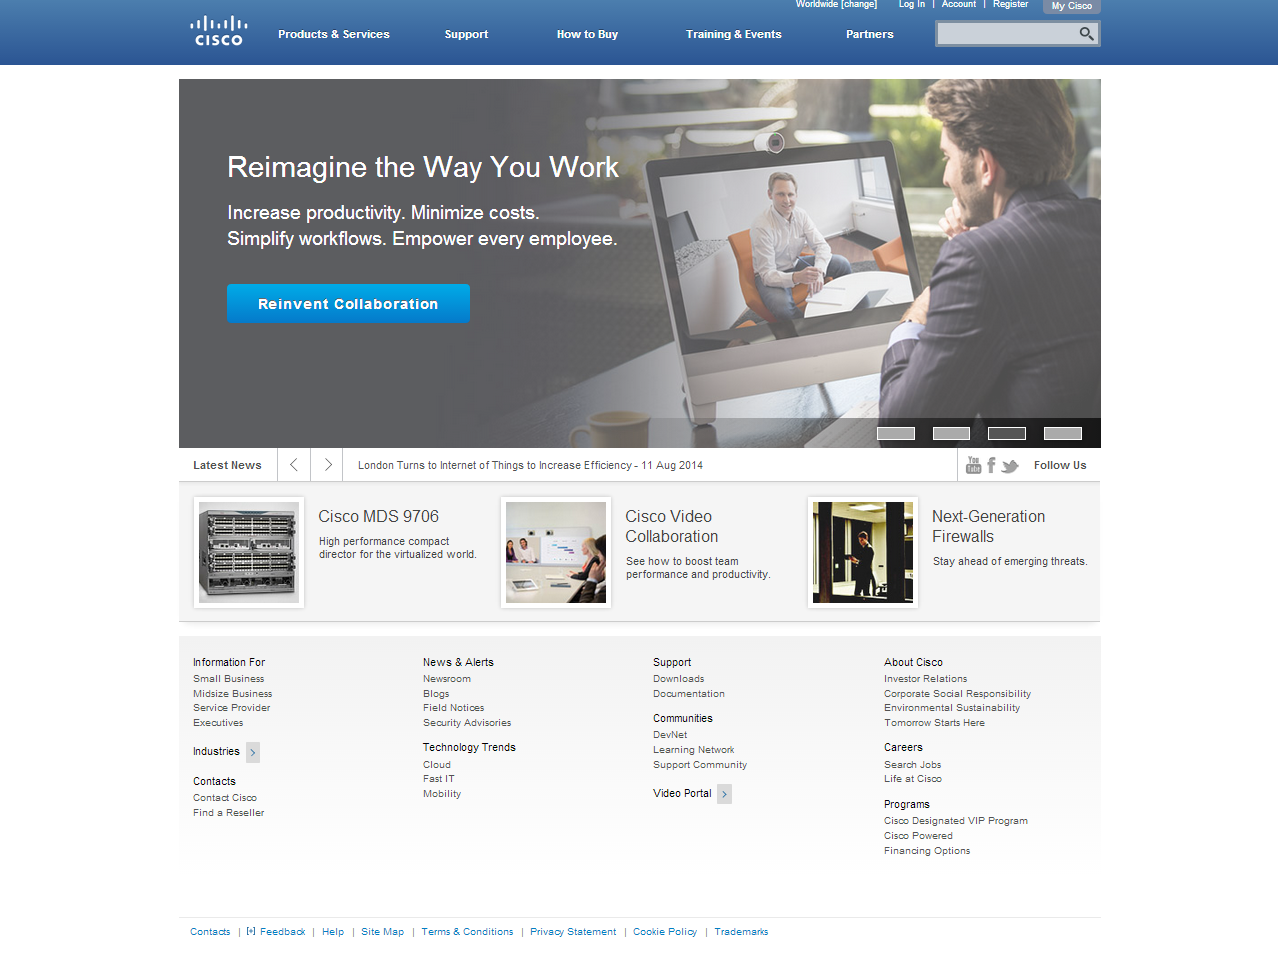 Worldwide [change] Log In | Account | Register My Cisco
CISCO
Products & Services Support How to Buy Training & Events Partners
Reimagine the Way You Work
Increase productivity. Minimize costs.
Simplify workflows. Empower every employee.
Reinvent Collaboration
Latest News
London Turns to Internet of Things to Increase Efficiency - 11 Aug 2014
You
Tube
Follow Us
Cisco MDS 9706
High performance compact
director for the virtualized world.
Cisco Video
Collaboration
See how to boost team
performance and productivity.
Next-Generation
Firewalls
Stay ahead of emerging threats.
Information For
Small Business
Midsize Business
Service Provider
Executives
Industries
Contacts
Contact Cisco
Find a Reseller
News & Alerts
Newsroom
Blogs
Field Notices
Security Advisories
Technology Trends
Cloud
Fast IT
Mobility
Support
Downloads
Documentation
Communities
DevNet
Learning Network
Support Community
Video Portal
About Cisco
Investor Relations
Corporate Social Responsibility
Environmental Sustainability
Tomorrow Starts Here
Careers
Search Jobs
Life at Cisco
Programs
Cisco Designated VIP Program
Cisco Powered
Financing Options
Contacts | [+] Feedback | Help | Site Map | Terms & Conditions | Privacy Statement | Cookie Policy | Trademarks